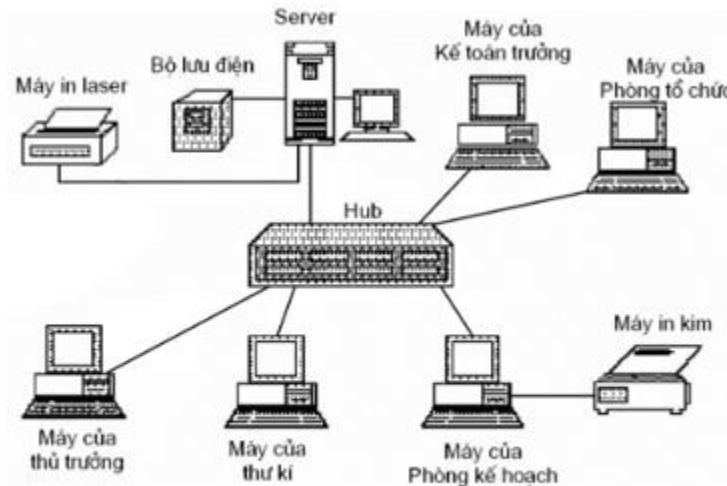 Server
Máy của
Kế toán trưởng
Bộ lưu điện
Máy in laser
Máy của
Phòng tổ chức
Hub
Máy in kim
Máy của
thủ trưởng
Máy của
thư kí
Máy của
Phòng kế hoạch